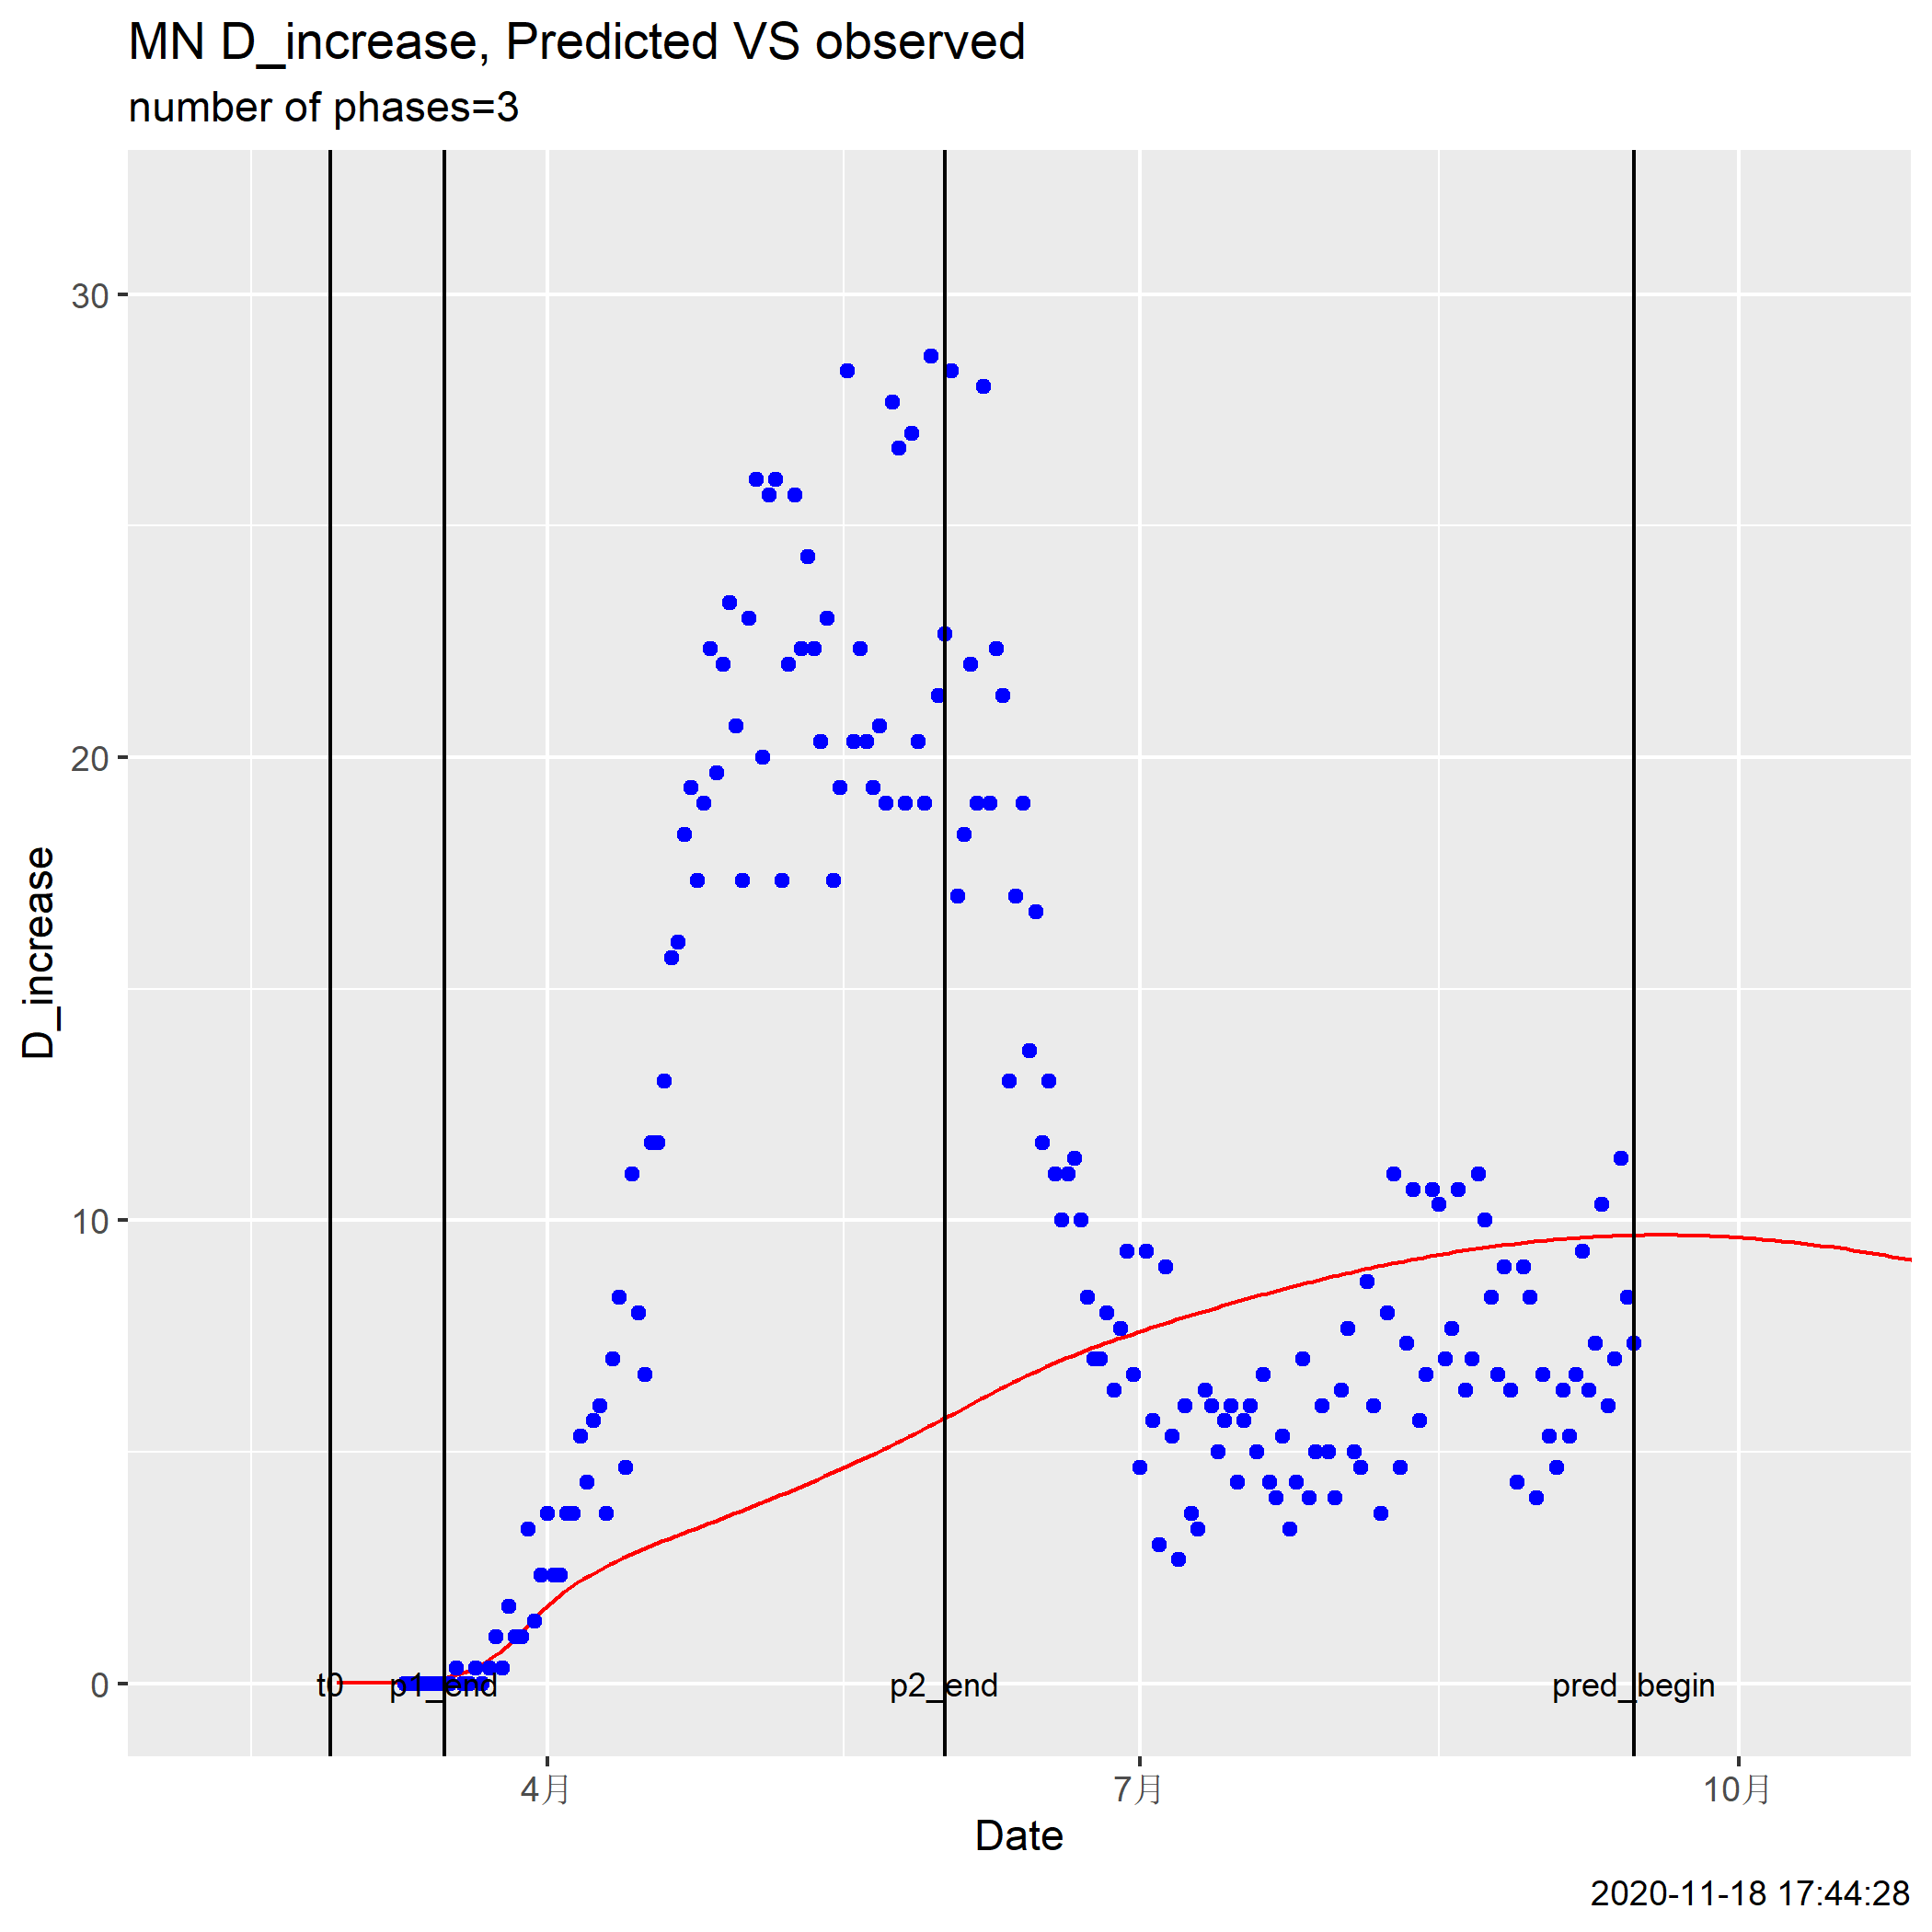 MN D_increase, Predicted VS observed
number of phases=3
30
20
10
0
D_increase
t0
p1_end
p2_end
pred_begin
4月
7月
10月
Date
2020-11-18 17:44:28